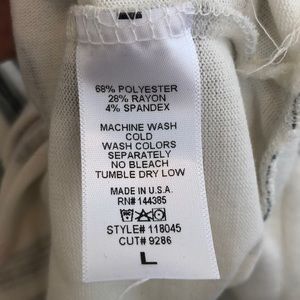 68% POLYESTER
28% RAYON
4% SPANDEX
MACHINE WASH
COLD
WASH COLORS
SEPARATELY
NO BLEACH
TUMBLE DRY LOW
MADE IN U.S.A.
RN# 144385
STYLE# 118045
CUT# 9286
L